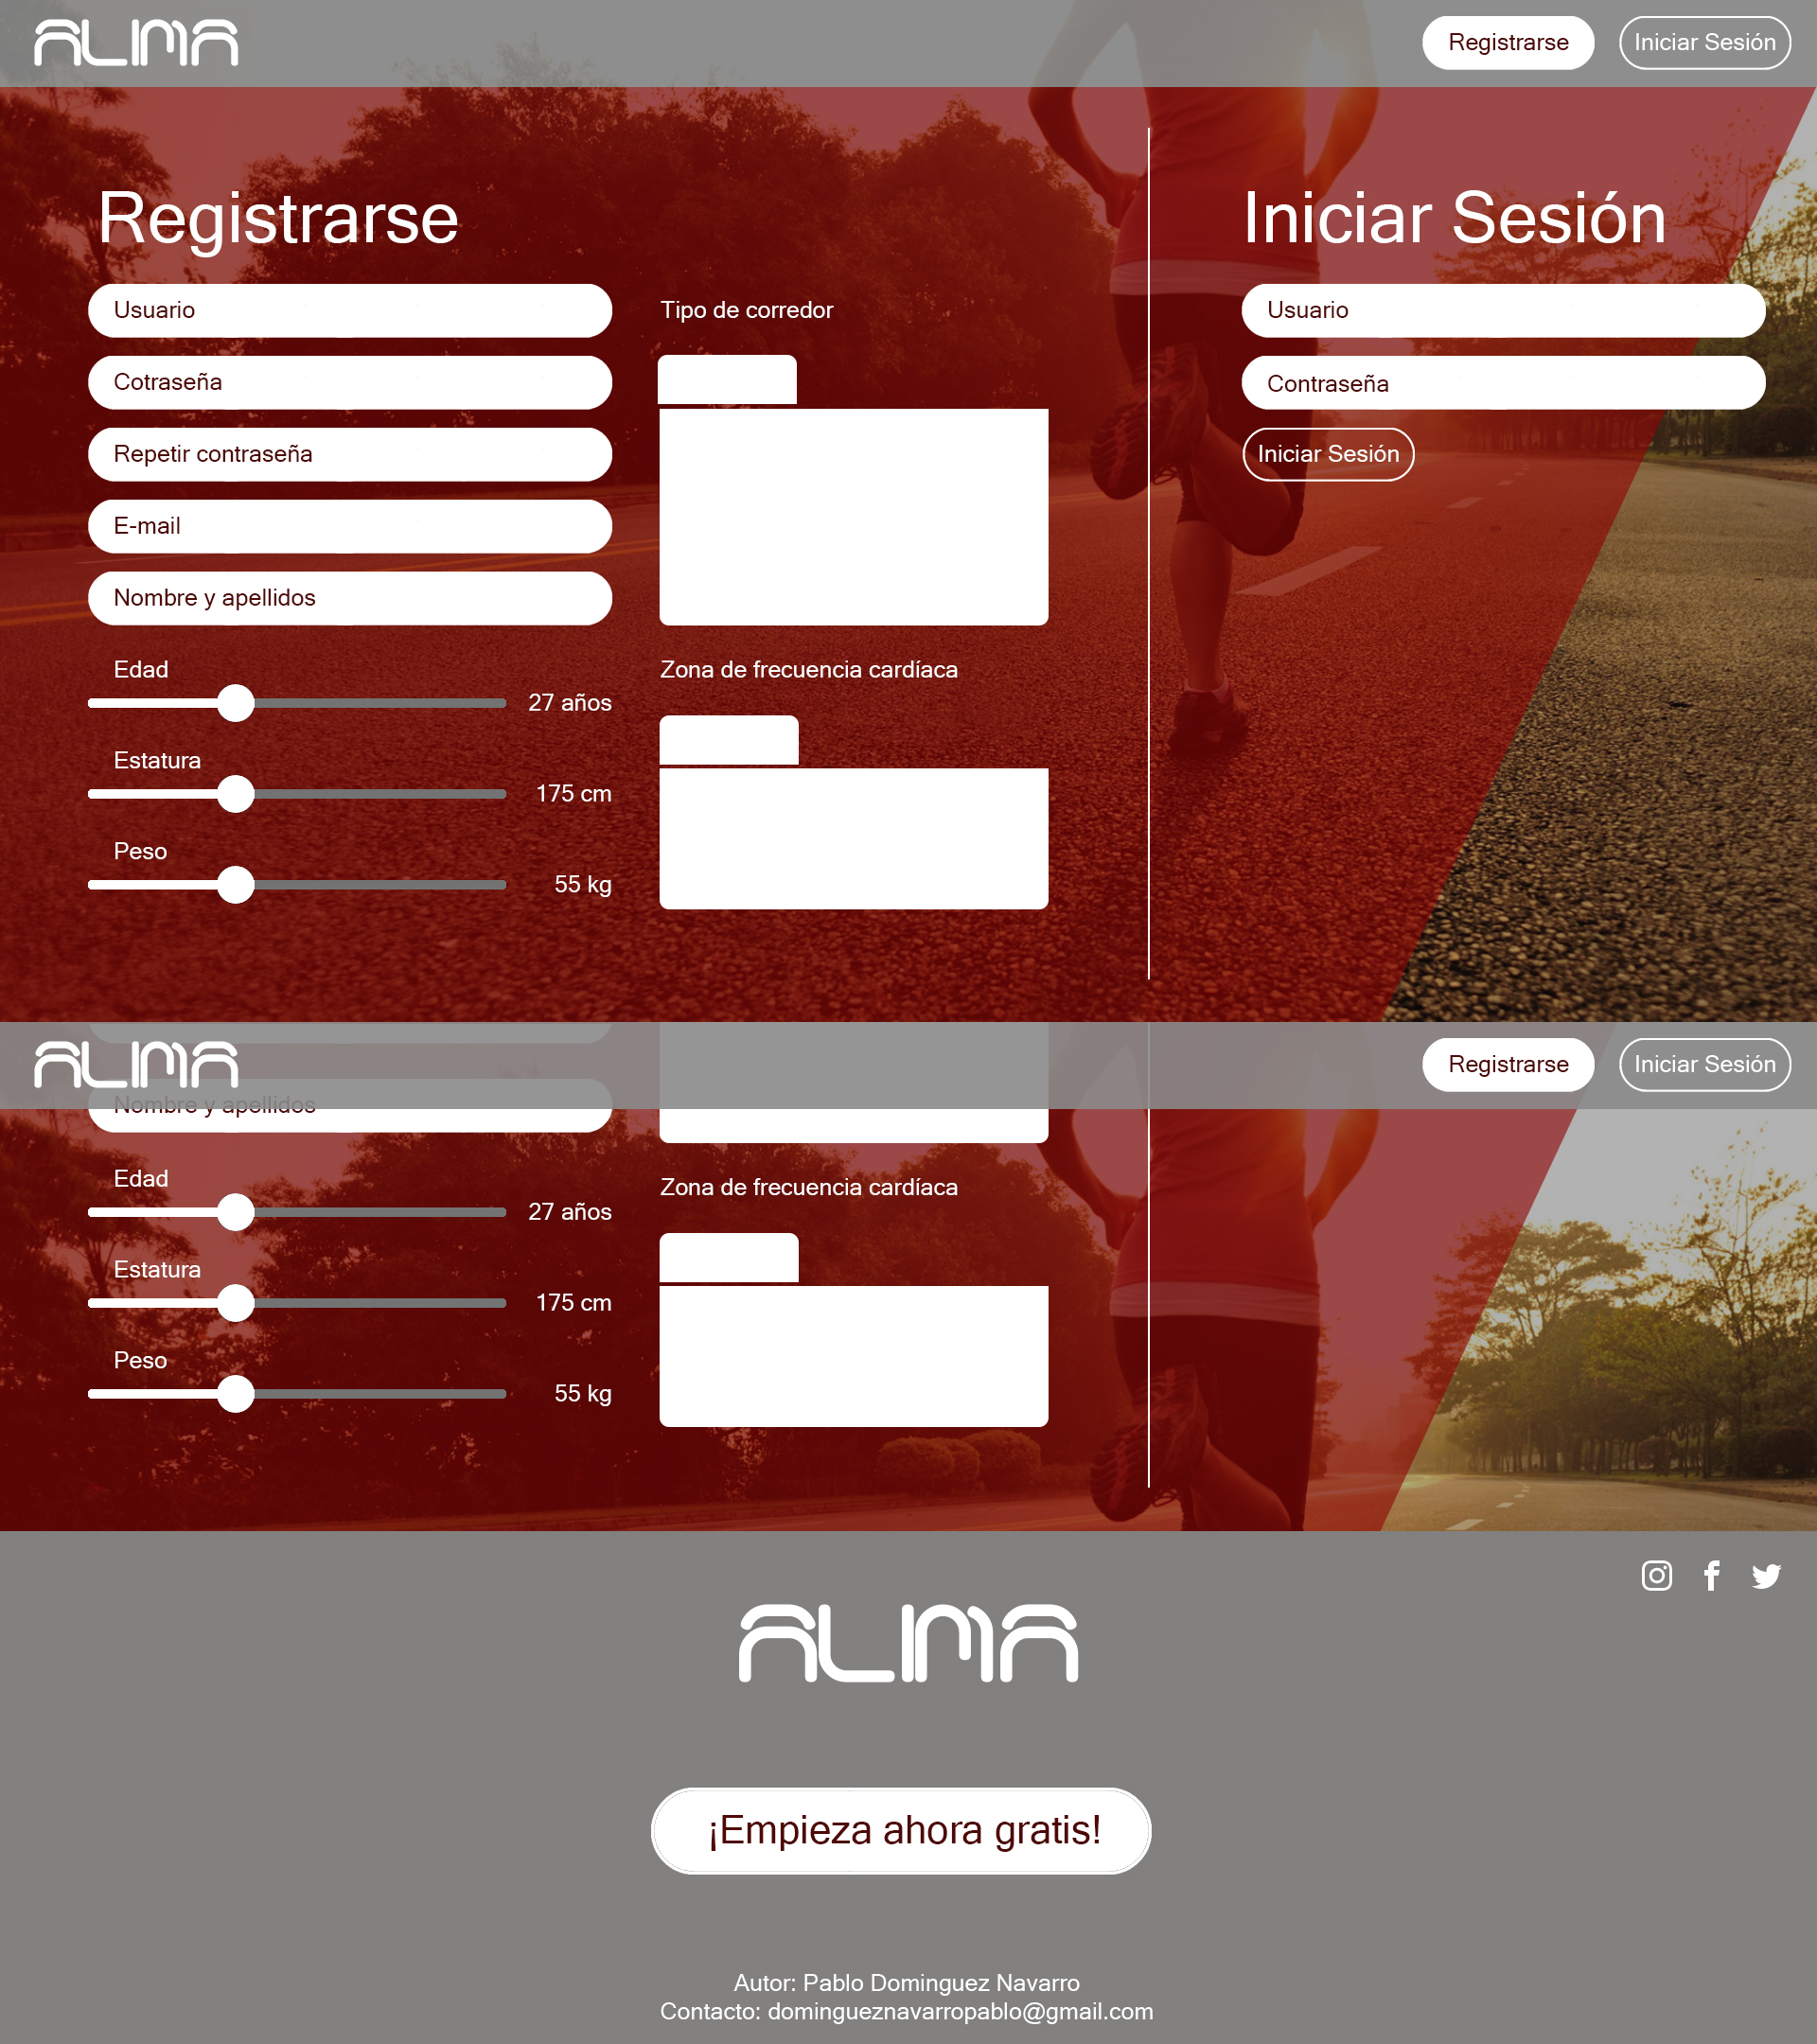 ALIMA
Registrarse
Iniciar Sesión
Registrarse
Usuario
Cotraseña
Repetir contraseña
E-mail
Nombre y apellidos
Edad
27 años
Estatura
175 cm
Peso
55 kg
Tipo de corredor
Zona de frecuencia cardíaca
Iniciar Sesión
Usuario
Contraseña
Iniciar Sesión
ALIMA
Registrarse
Iniciar Sesión
Nombre y apellidos
Edad
27 años
Estatura
175 cm
Peso
55 kg
Zona de frecuencia cardíaca
ALIMA
¡Empieza ahora gratis!
Autor: Pablo Dominguez Navarro
Contacto: domingueznavarropablo@gmail.com